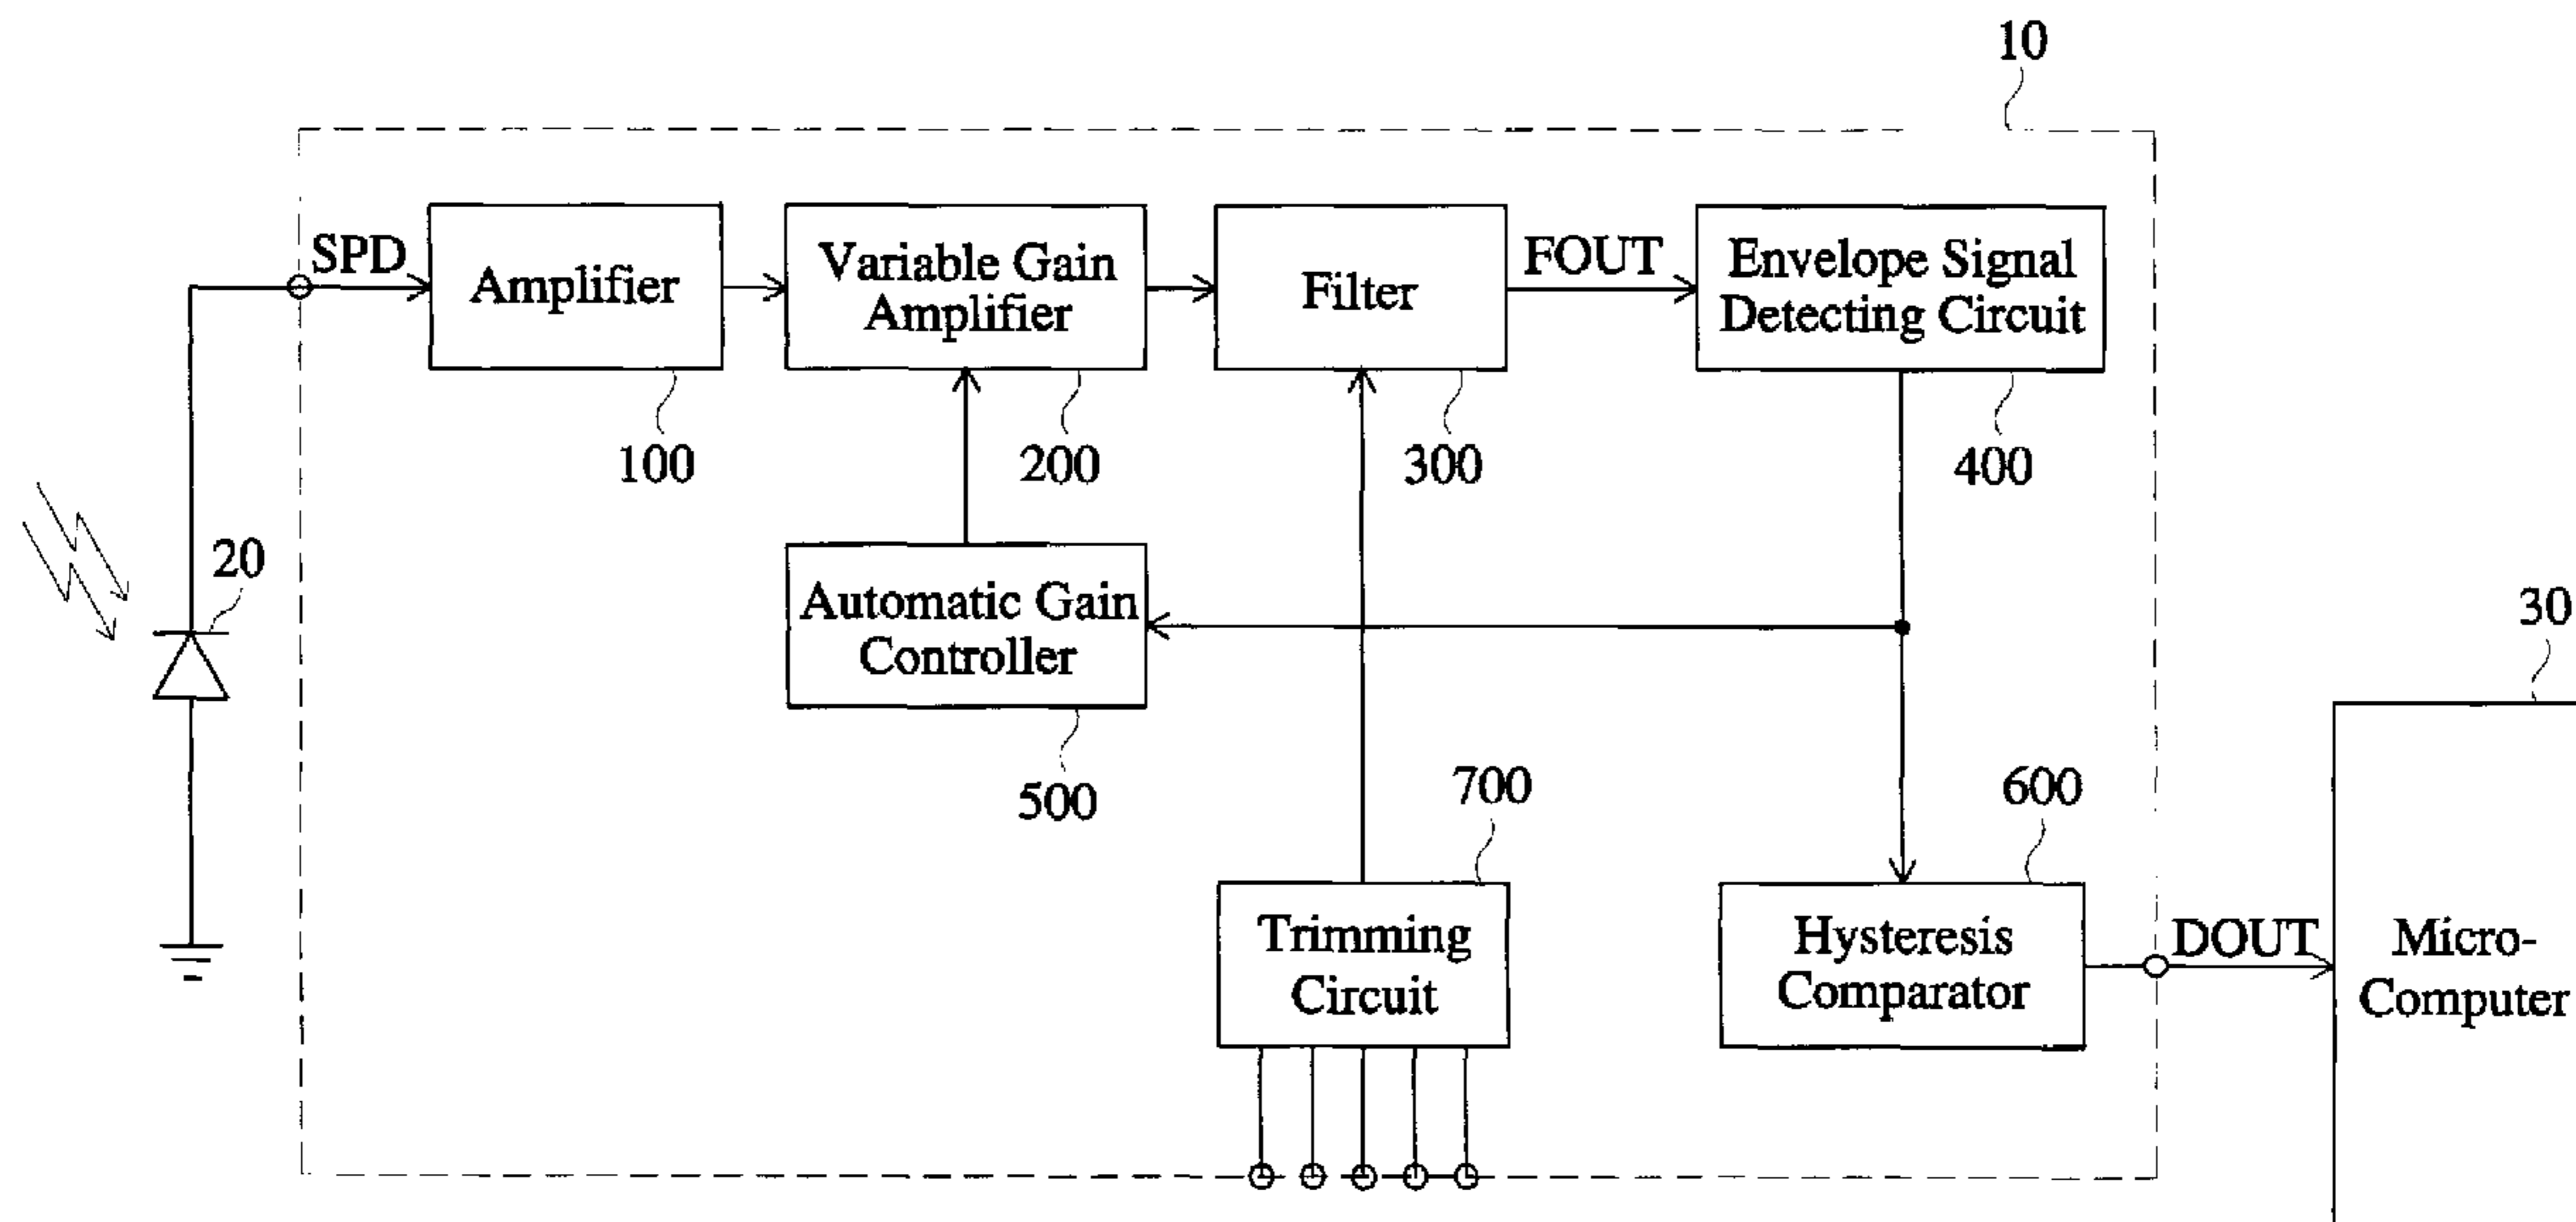 10
SPD
Amplifier
Variable Gain
Amplifier
Filter
FOUT
Envelope Signal
Detecting Circuit
100
200
300
400
20
Automatic Gain
Controller
30
500
700
600
Trimming
Circuit
Hysteresis
Comparator
DOUT
Micro-
Computer